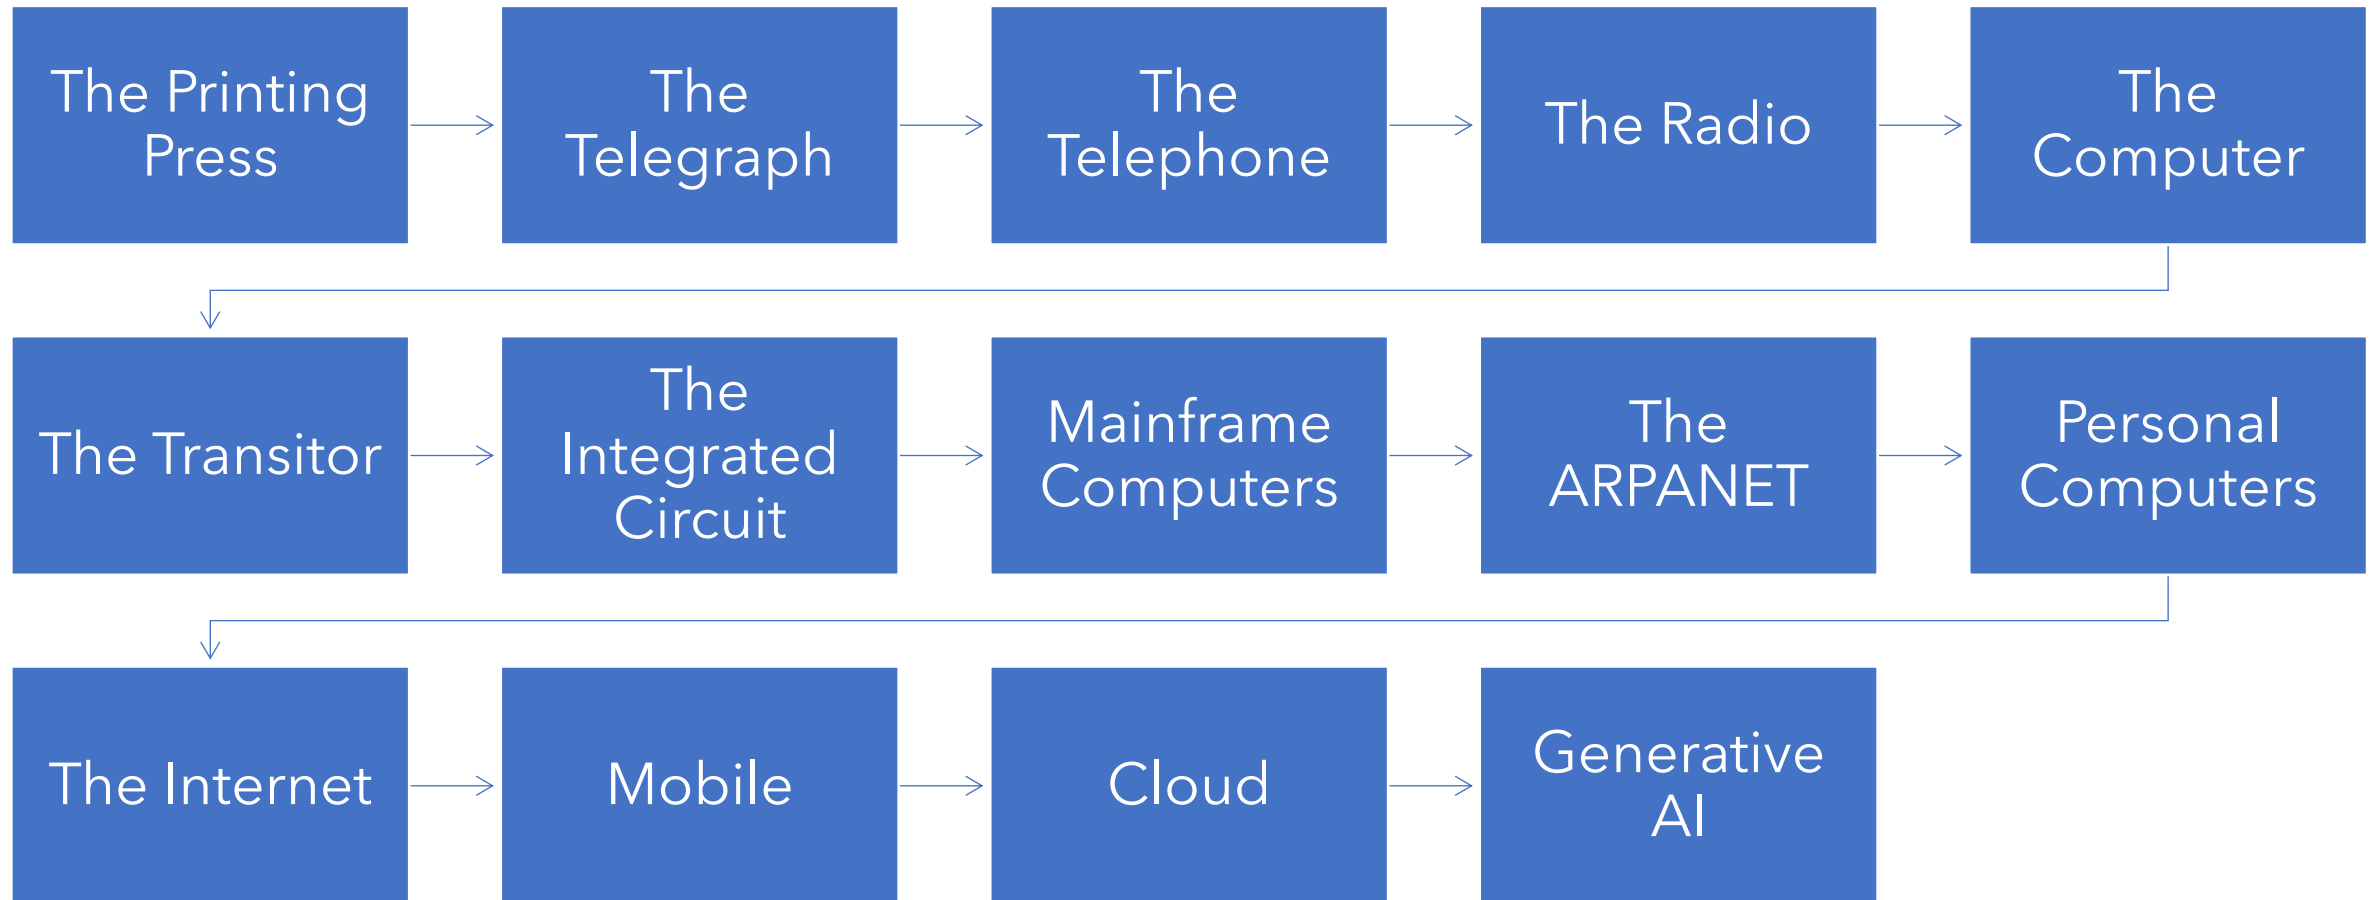 The Printing
Press
The
Telegraph
The
Telephone
The Radio
The
Computer
The Transitor
The
Integrated
Circuit
Mainframe
Computers
The
ARPANET
Personal
Computers
The Internet
Mobile
Cloud
Generative
AI